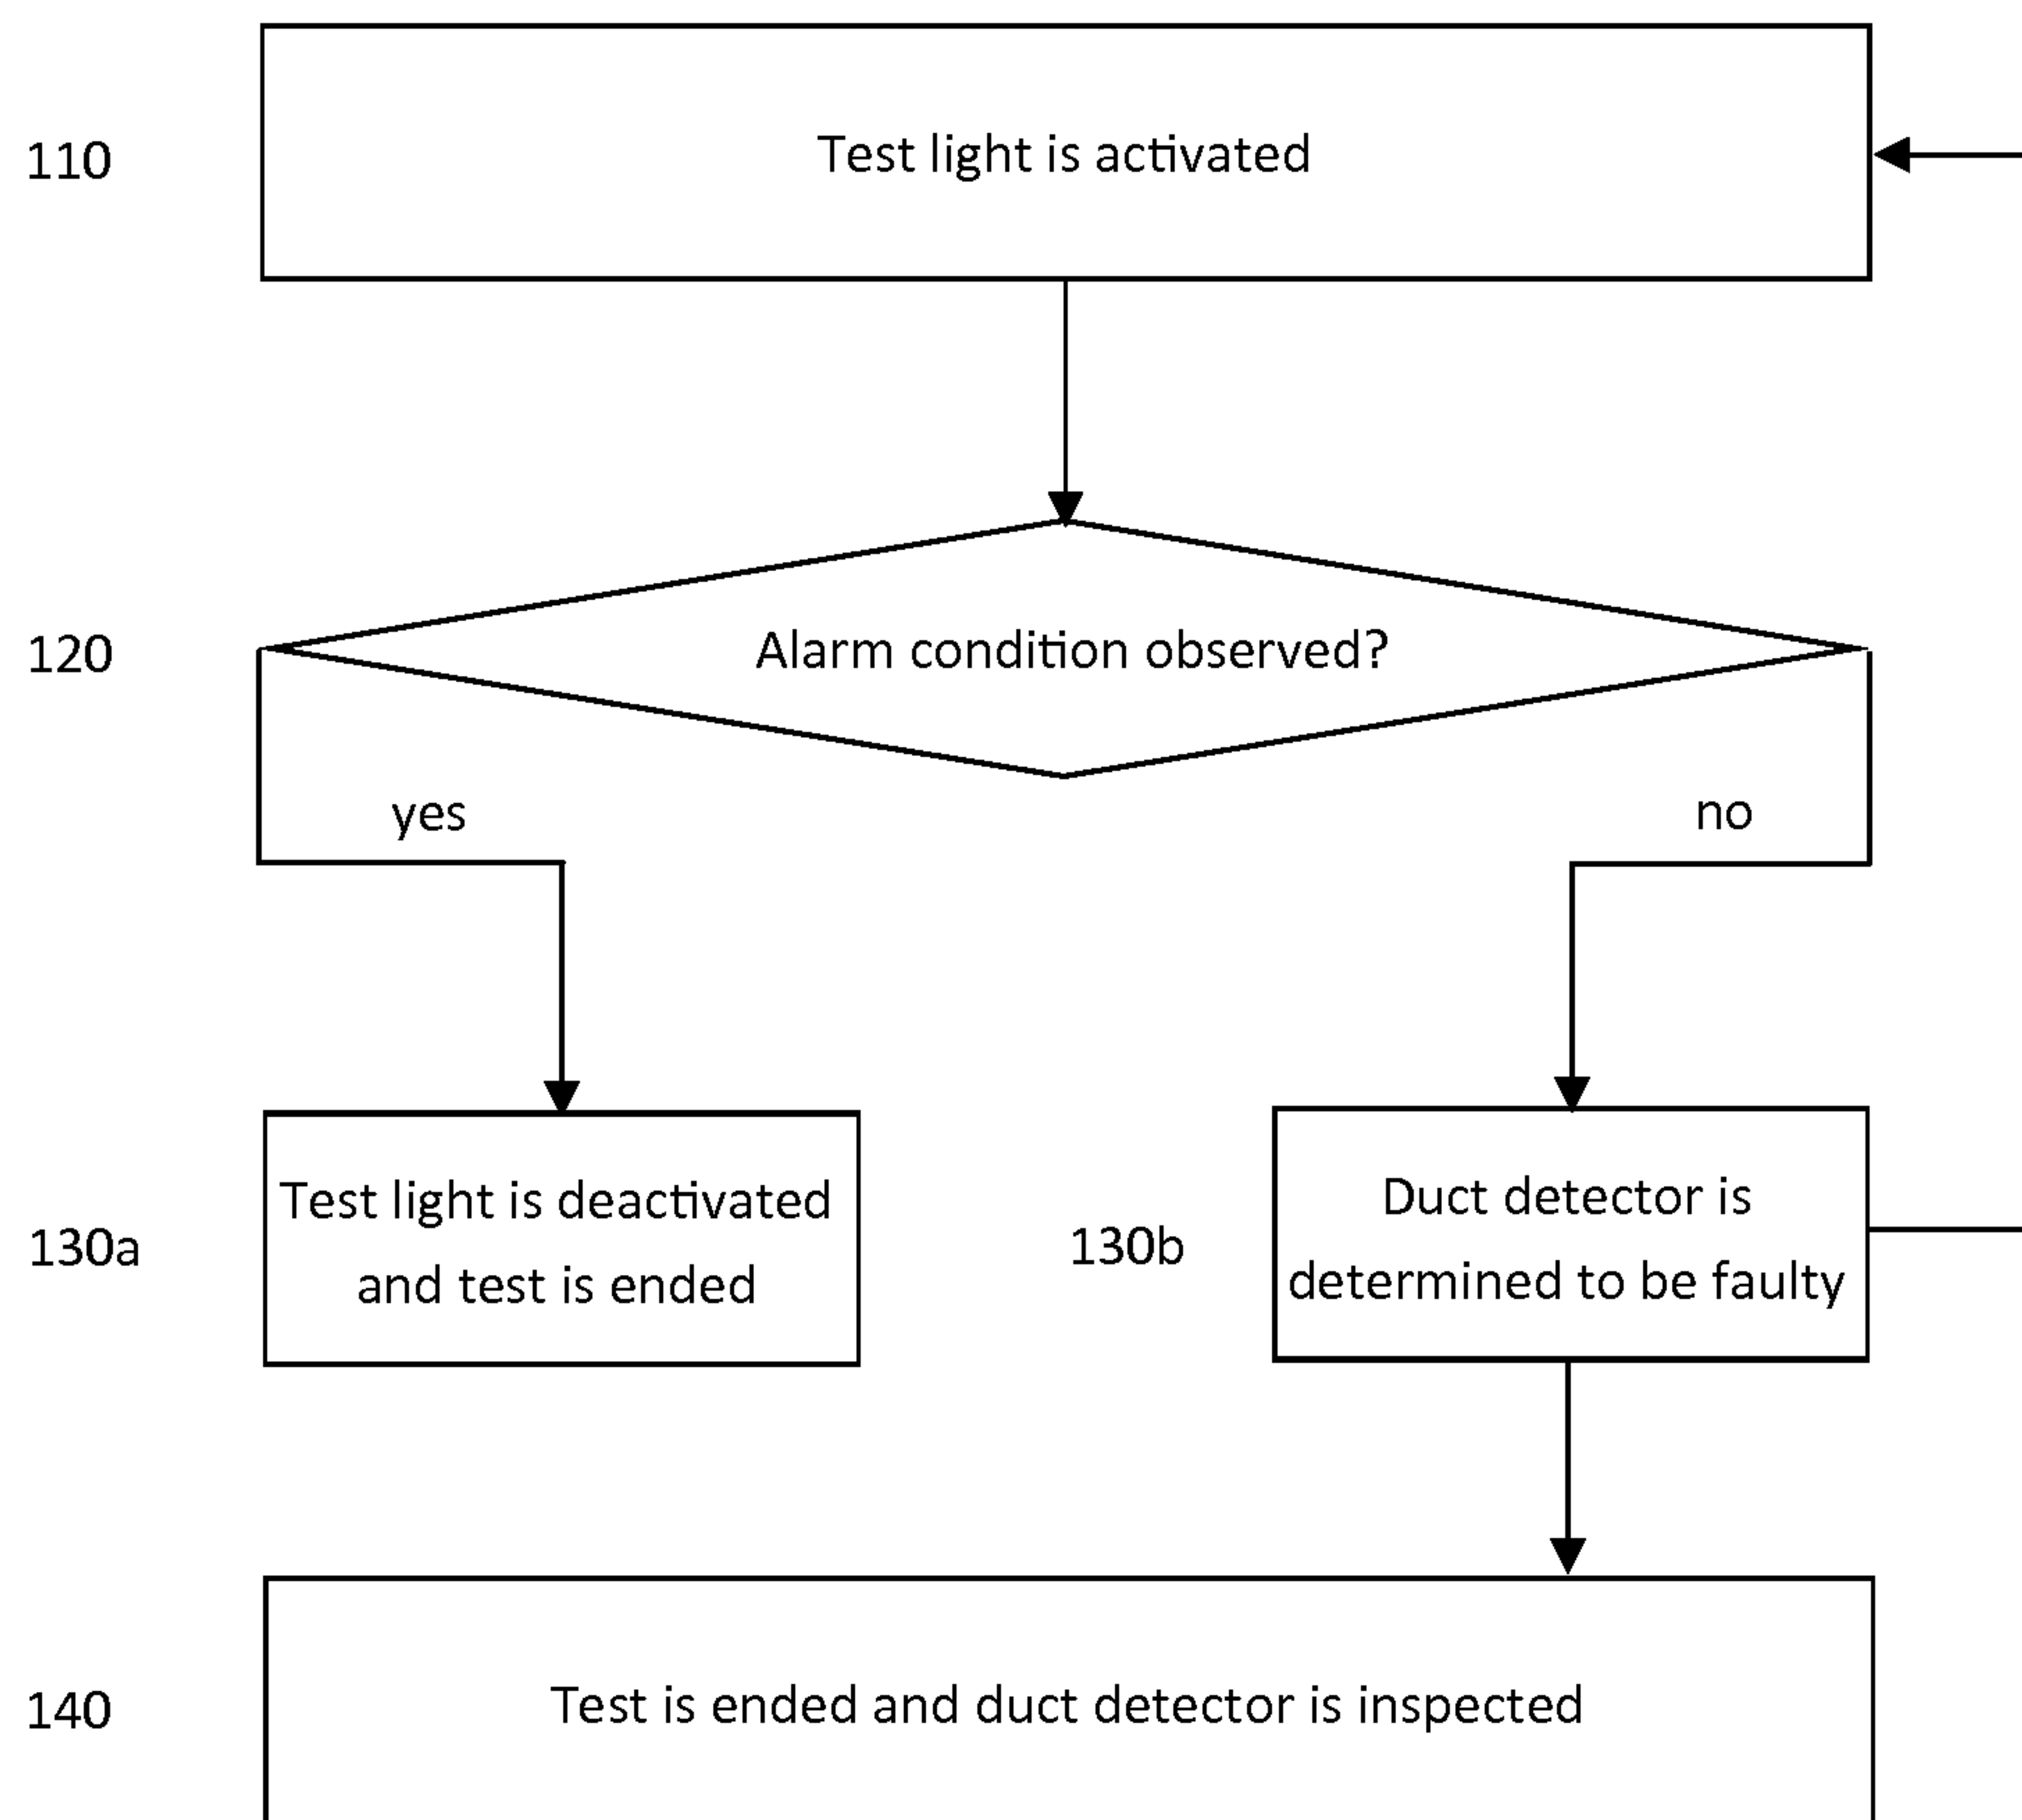 110
Test light is activated
120
Alarm condition observed?
yes
no
130a
Test light is deactivated
and test is ended
130b
Duct detector is
determined to be faulty
140
Test is ended and duct detector is inspected